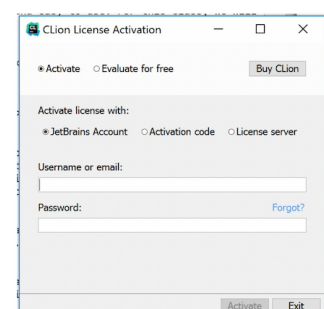 CLion License Activation
Activate Evaluate for free Buy CLion
Activate license with:
JetBrains Account Activation code License server
Username or email:
Password: Forgot?
Activate Exit